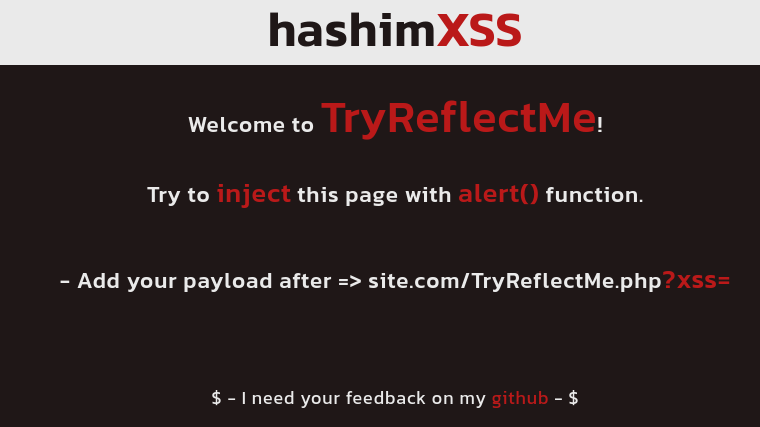 hashimXSS
Welcome to TryReflectMe!
Try to inject this page with alert() function.
- Add your payload after => site.com/TryReflectMe.php?xss=
$ - I need your feedback on my github - $